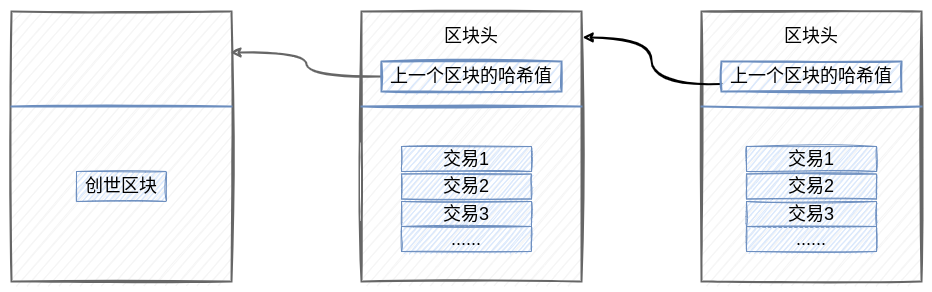 创世区块
区块头
上一个区块的哈希值
交易1
交易2
交易3
......
区块头
上一个区块的哈希值
交易1
交易2
交易3
......